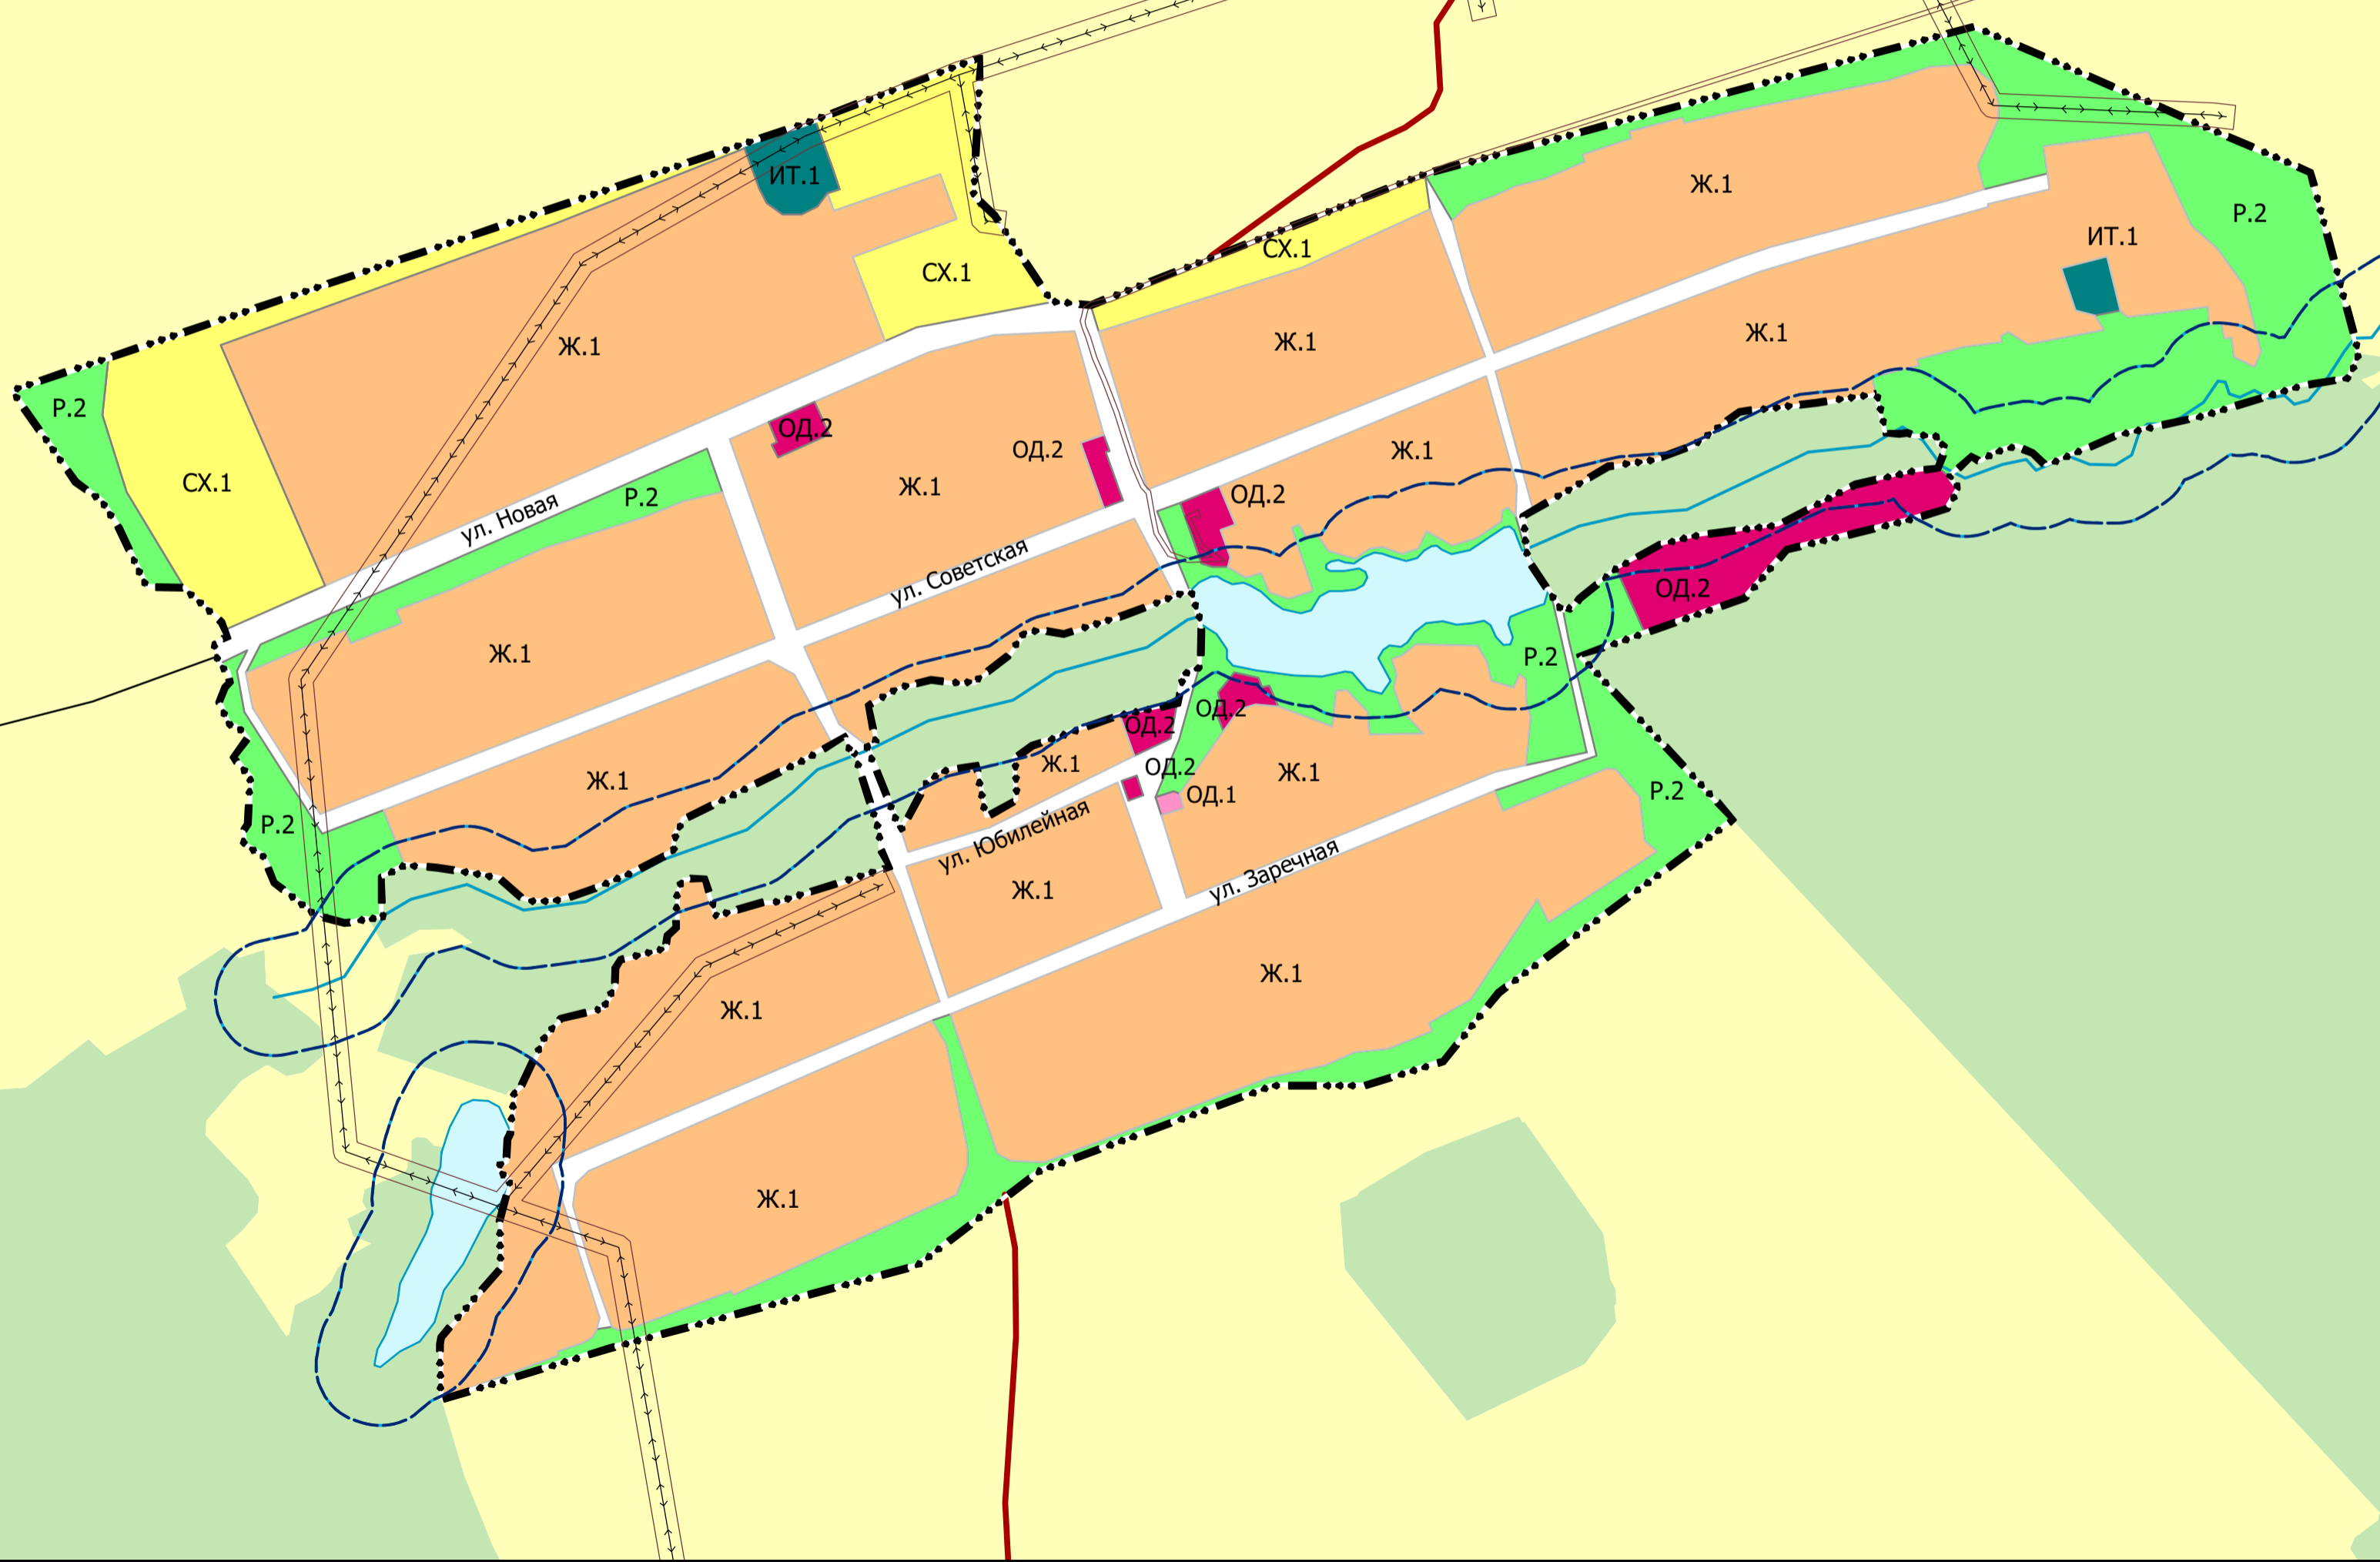 ИТ.1
Ж.1
Р.2
ИТ.1
СХ.1
СХ.1
Ж.1
Ж.1
Ж.1
Р.2
ОД.2
ОД.2
Ж.1
СХ.1
Ж.1
Р.2
ОД.2
ул. Новая
ул. Советская
ОД.2
Ж.1
Р.2
ОД.2
ОД.2
Ж.1
ОД.2
Ж.1
Ж.1
Р.2
ОД.1
Р.2
ул. Юбилейная
ул. Заречная
Ж.1
Ж.1
Ж.1
Ж.1